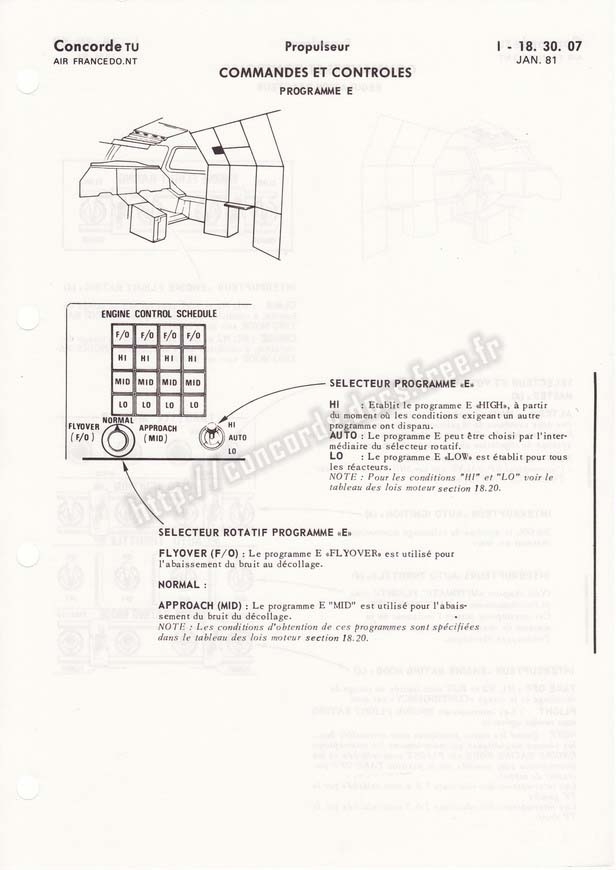 Concorde TU
AIR FRANCE DO.NT
Propulseur
I - 18. 30. 07
JAN. 81
COMMANDES ET CONTROLES
PROGRAMME E
ENGINE CONTROL SCHEDULE
F/O F/O F/O F/O
HI HI HI HI
MID MID MID MID
LO LO LO LO
NORMAL
FLYOVER
(F/O)
APPROACH
(MID)
HI
AUTO
LO
SELECTEUR PROGRAMME «E»
HI : Etablit le programme E «HIGH», à partir
du moment où les conditions exigeant un autre
programme ont dispau.
AUTO : Le programme E peut être choisi par l'inter-
médiaire du sélecteur rotatif.
LO : Le programme E «LOW» est établit pour tous
les réacteurs.
NOTE : Pour les conditions "HI" et "LO" voir le
tableau des lois moteur section 18.20.
SELECTEUR ROTATIF PROGRAMME «E»
FLYOVER (F/O) : Le programme E «FLYOVER» est utilisé pour
l'abaissement du bruit au décollage.
NORMAL :
APPROACH (MID) : Le programme E "MID" est utilisé pour l'abais-
sement du bruit du décollage.
NOTE : Les conditions d'obtention de ces programmes sont spécifiées
dans le tableau des lois moteur section 18.20.